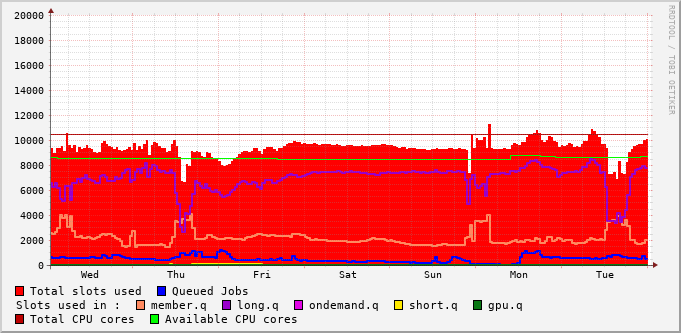 20000
18000
16000
14000
12000
10000
8000
6000
4000
2000
0
Wed Thu Fri Sat Sun Mon Tue
Total slots used Queued Jobs
Slots used in : member.q long.q ondemand.q short.q gpu.q
Total CPU cores Available CPU cores
RRDTOOL / TOBI OETIKER